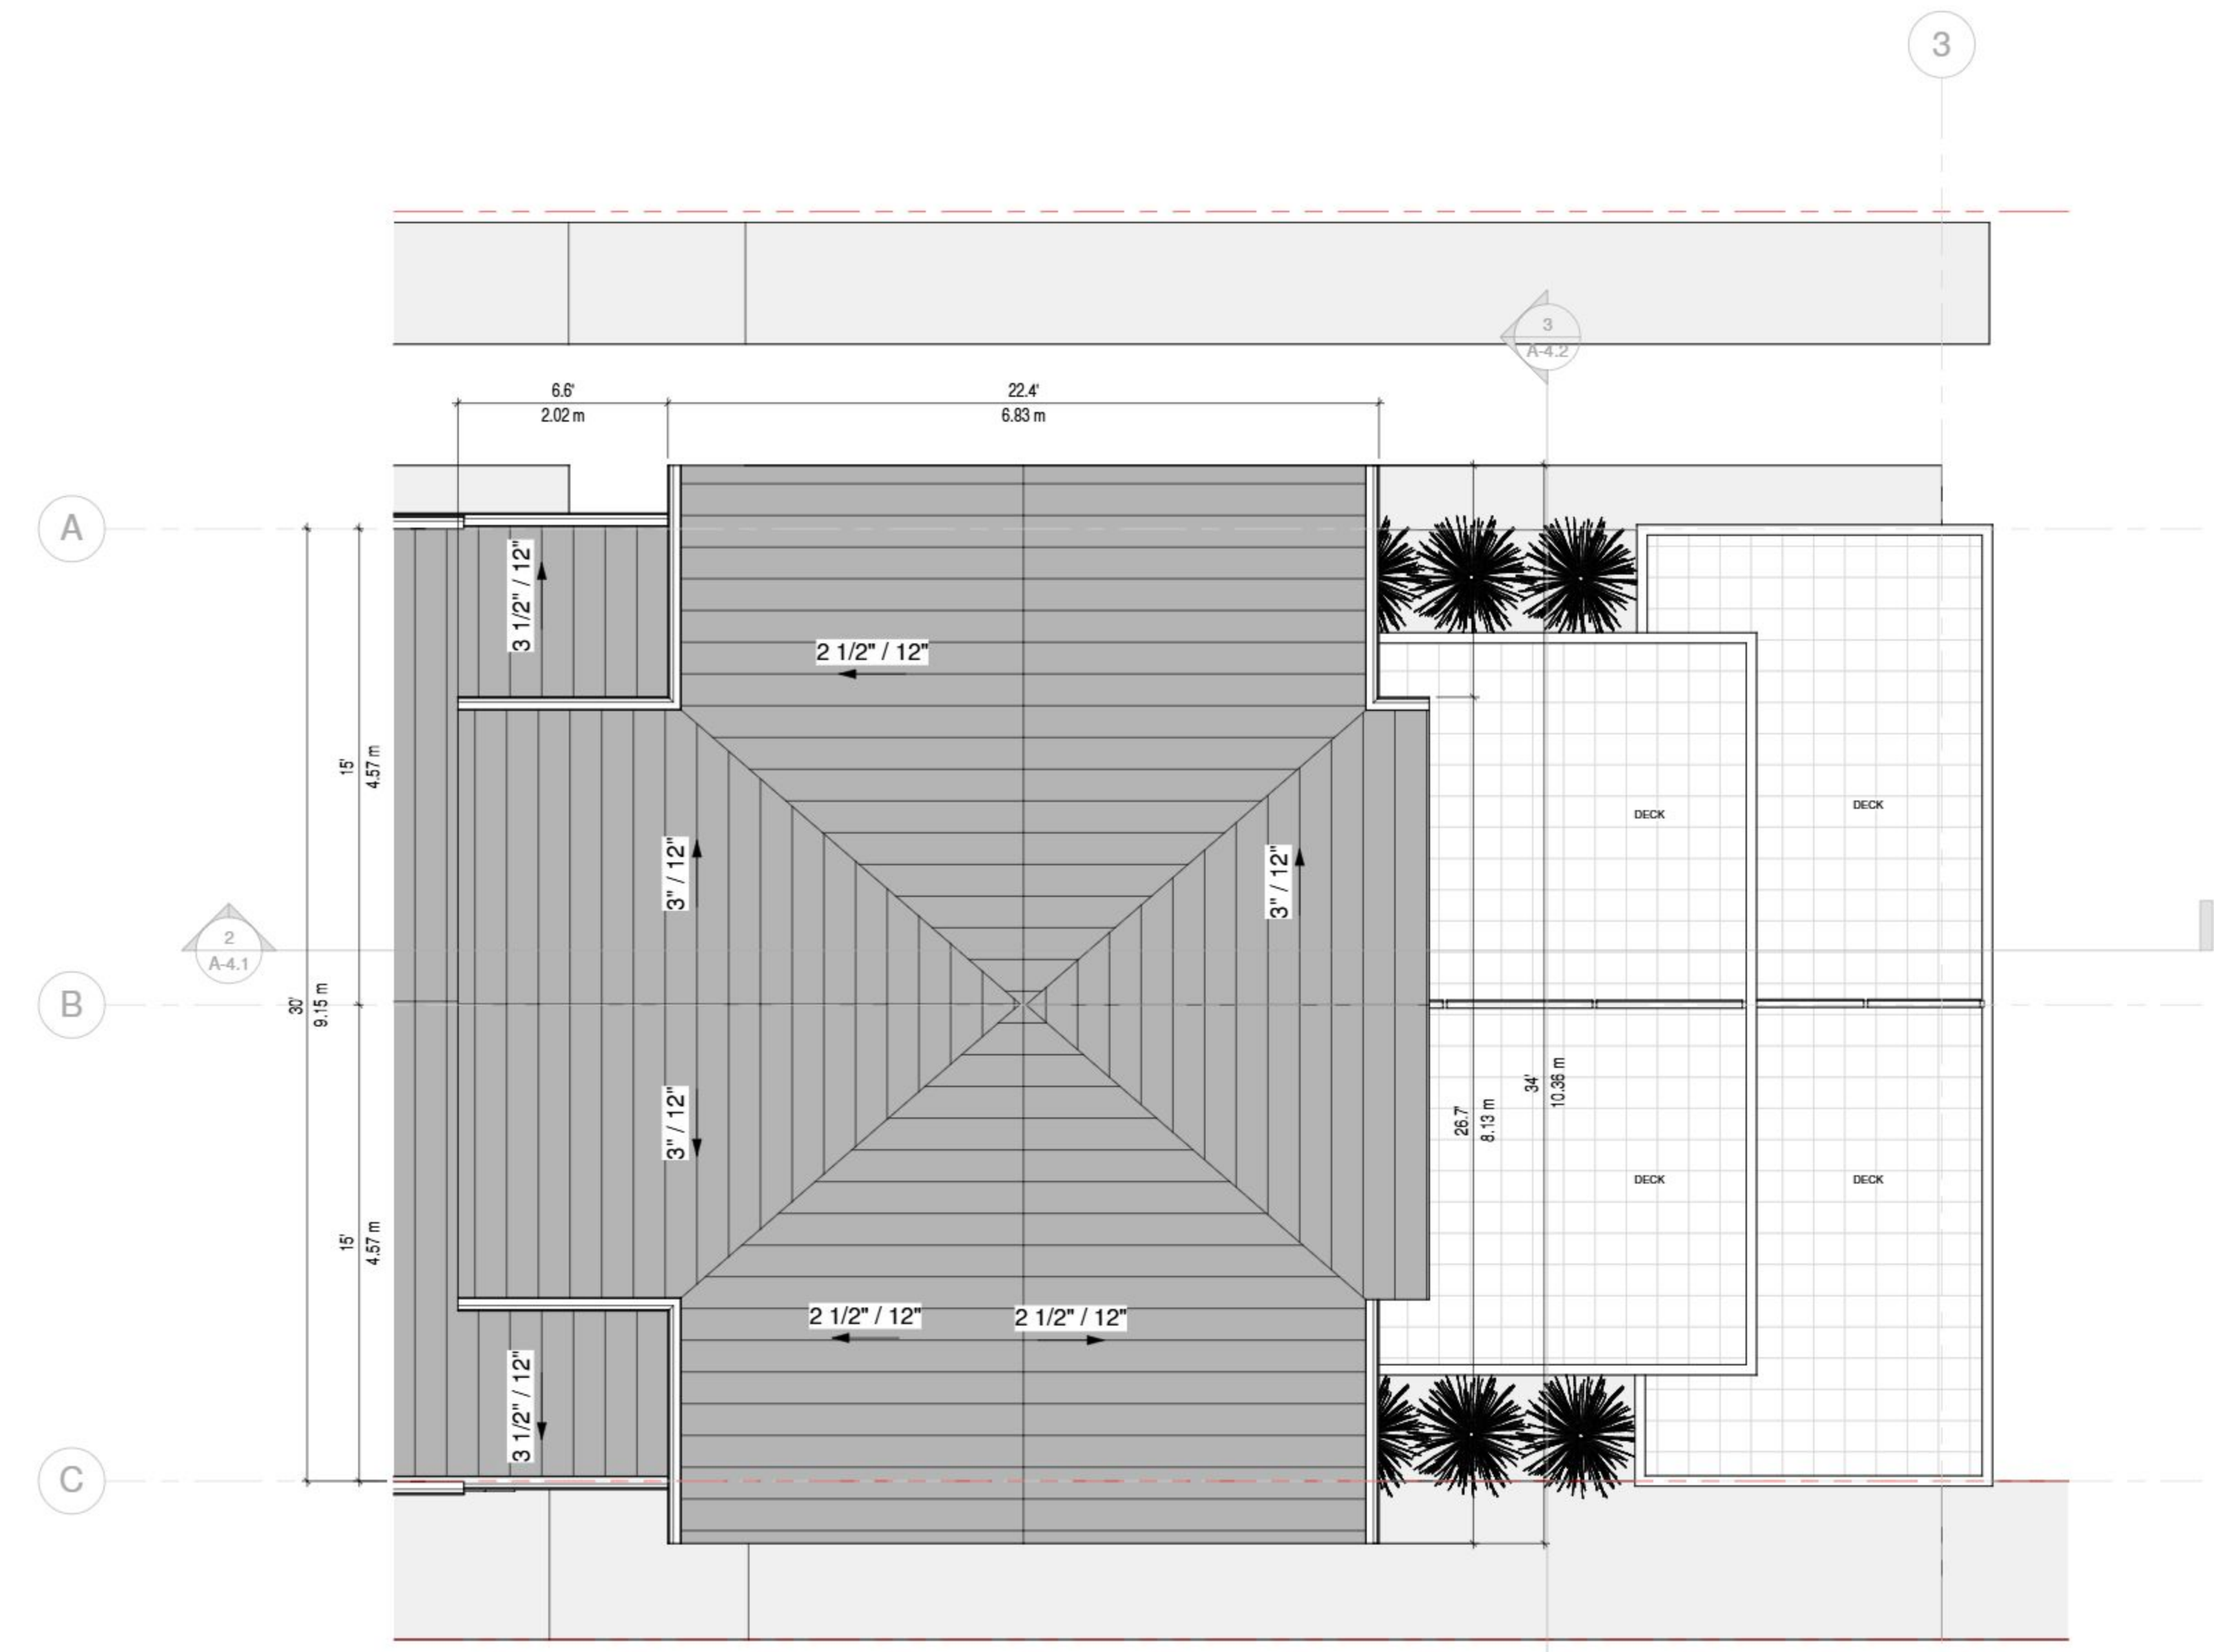 3
3
A-4.2
6.6'
2.02 m
22.4'
6.83 m
A
3 1/2" / 12"
2 1/2" / 12"
15'
4.57 m
3" / 12"
3" / 12"
DECK
DECK
2
A-4.1
B
30'
9.15 m
3" / 12"
26.7'
8.13 m
34'
10.36 m
DECK
DECK
15'
4.57 m
2 1/2" / 12"
2 1/2" / 12"
3 1/2" / 12"
C